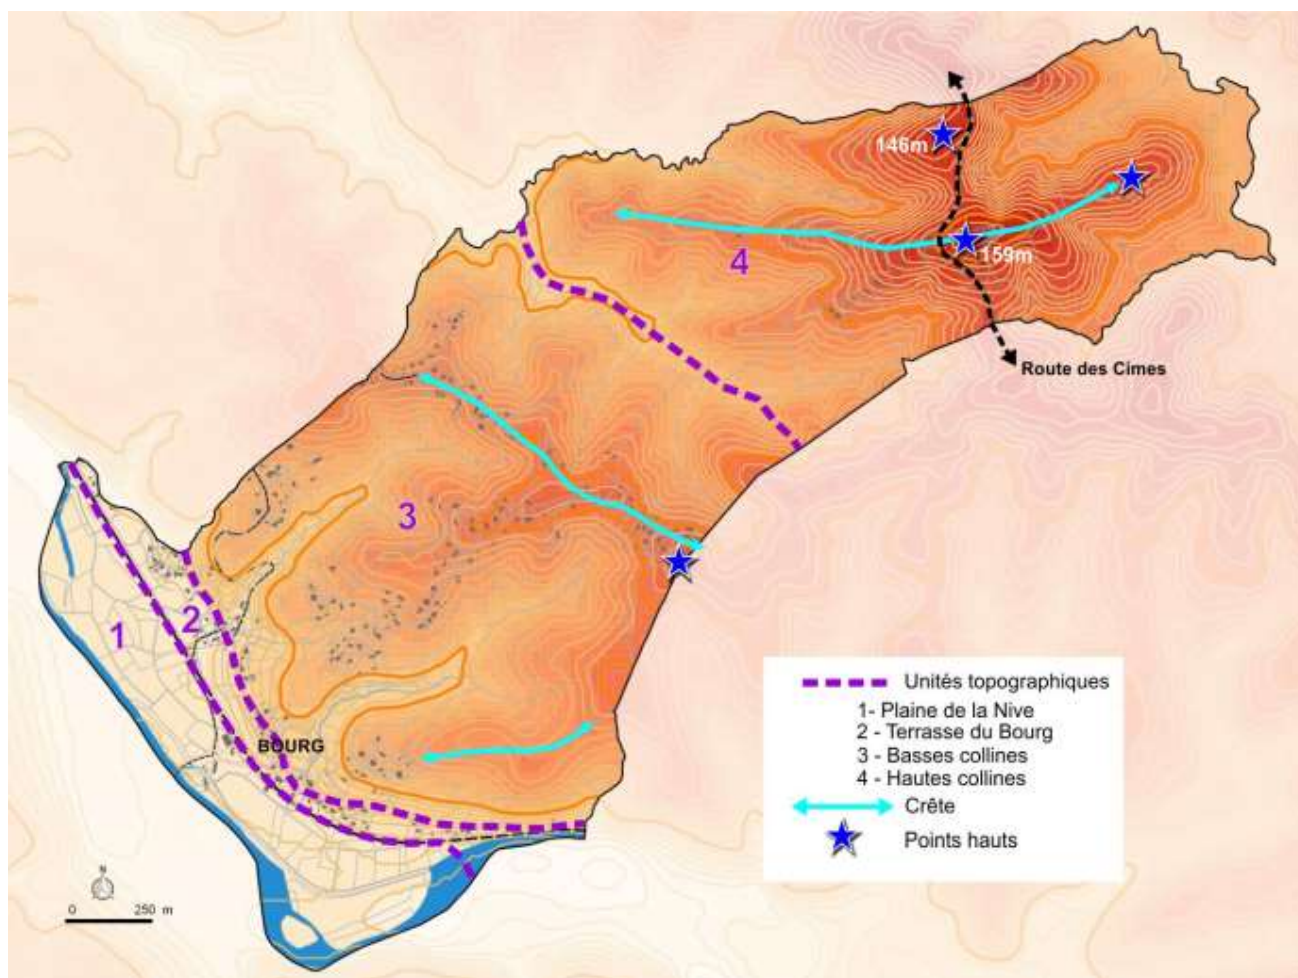 146m
4
159m
Route des Cimes
3
1
2
BOURG
Unités topographiques
1- Plaine de la Nive
2 - Terrasse du Bourg
3 - Basses collines
4 - Hautes collines
Crête
Points hauts
N
0 250 m